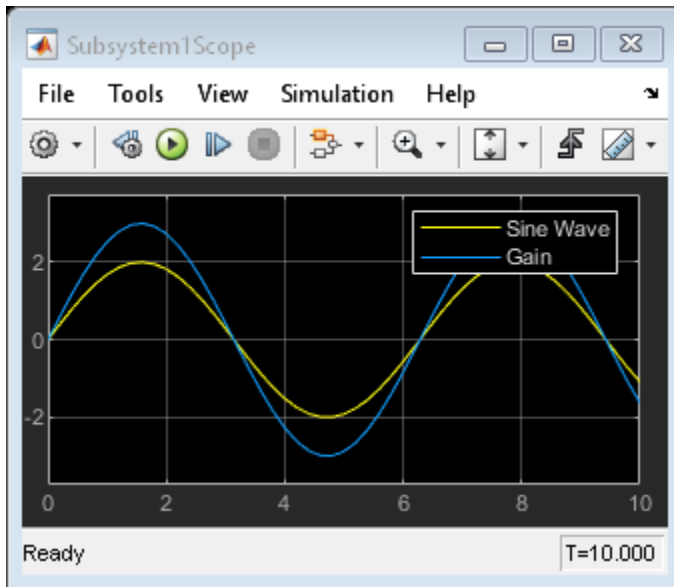 Subsystem1Scope
File Tools View Simulation Help
Sine Wave
Gain
2
0
-2
0 2 4 6 8 10
Ready T=10.000